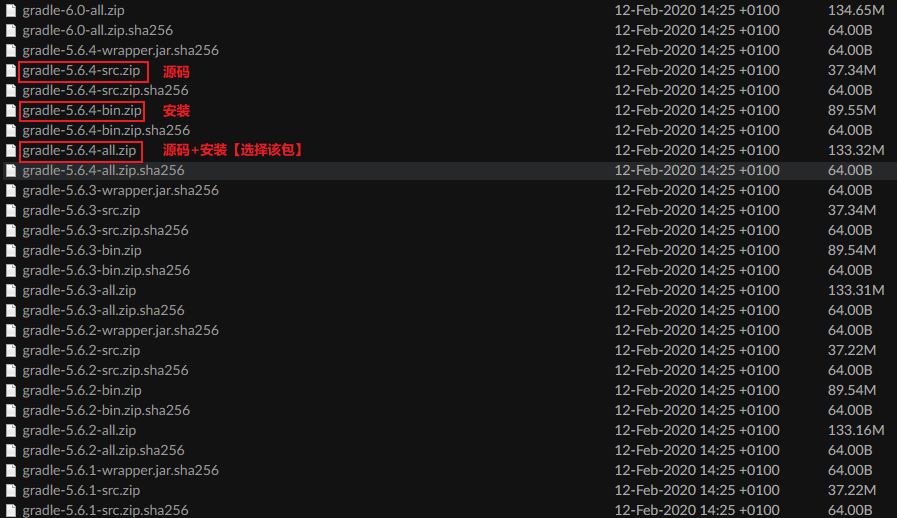 gradle-6.0-all.zip 12-Feb-2020 14:25 +0100 134.65M
gradle-6.0-all.zip.sha256 12-Feb-2020 14:25 +0100 64.00B
gradle-5.6.4-wrapper.jar.sha256 12-Feb-2020 14:25 +0100 64.00B
gradle-5.6.4-src.zip 源码 12-Feb-2020 14:25 +0100 37.34M
gradle-5.6.4-src.zip.sha256 12-Feb-2020 14:25 +0100 64.00B
gradle-5.6.4-bin.zip 安装 12-Feb-2020 14:25 +0100 89.55M
gradle-5.6.4-bin.zip.sha256 12-Feb-2020 14:25 +0100 64.00B
gradle-5.6.4-all.zip 源码+安装【选择该包】 12-Feb-2020 14:25 +0100 133.32M
gradle-5.6.4-all.zip.sha256 12-Feb-2020 14:25 +0100 64.00B
gradle-5.6.3-wrapper.jar.sha256 12-Feb-2020 14:25 +0100 64.00B
gradle-5.6.3-src.zip 12-Feb-2020 14:25 +0100 37.34M
gradle-5.6.3-src.zip.sha256 12-Feb-2020 14:25 +0100 64.00B
gradle-5.6.3-bin.zip 12-Feb-2020 14:25 +0100 89.54M
gradle-5.6.3-bin.zip.sha256 12-Feb-2020 14:25 +0100 64.00B
gradle-5.6.3-all.zip 12-Feb-2020 14:25 +0100 133.31M
gradle-5.6.3-all.zip.sha256 12-Feb-2020 14:25 +0100 64.00B
gradle-5.6.2-wrapper.jar.sha256 12-Feb-2020 14:25 +0100 64.00B
gradle-5.6.2-src.zip 12-Feb-2020 14:25 +0100 37.22M
gradle-5.6.2-src.zip.sha256 12-Feb-2020 14:25 +0100 64.00B
gradle-5.6.2-bin.zip 12-Feb-2020 14:25 +0100 89.54M
gradle-5.6.2-bin.zip.sha256 12-Feb-2020 14:25 +0100 64.00B
gradle-5.6.2-all.zip 12-Feb-2020 14:25 +0100 133.16M
gradle-5.6.2-all.zip.sha256 12-Feb-2020 14:25 +0100 64.00B
gradle-5.6.1-wrapper.jar.sha256 12-Feb-2020 14:25 +0100 64.00B
gradle-5.6.1-src.zip 12-Feb-2020 14:25 +0100 37.22M
gradle-5.6.1-src.zip.sha256 12-Feb-2020 14:25 +0100 64.00B